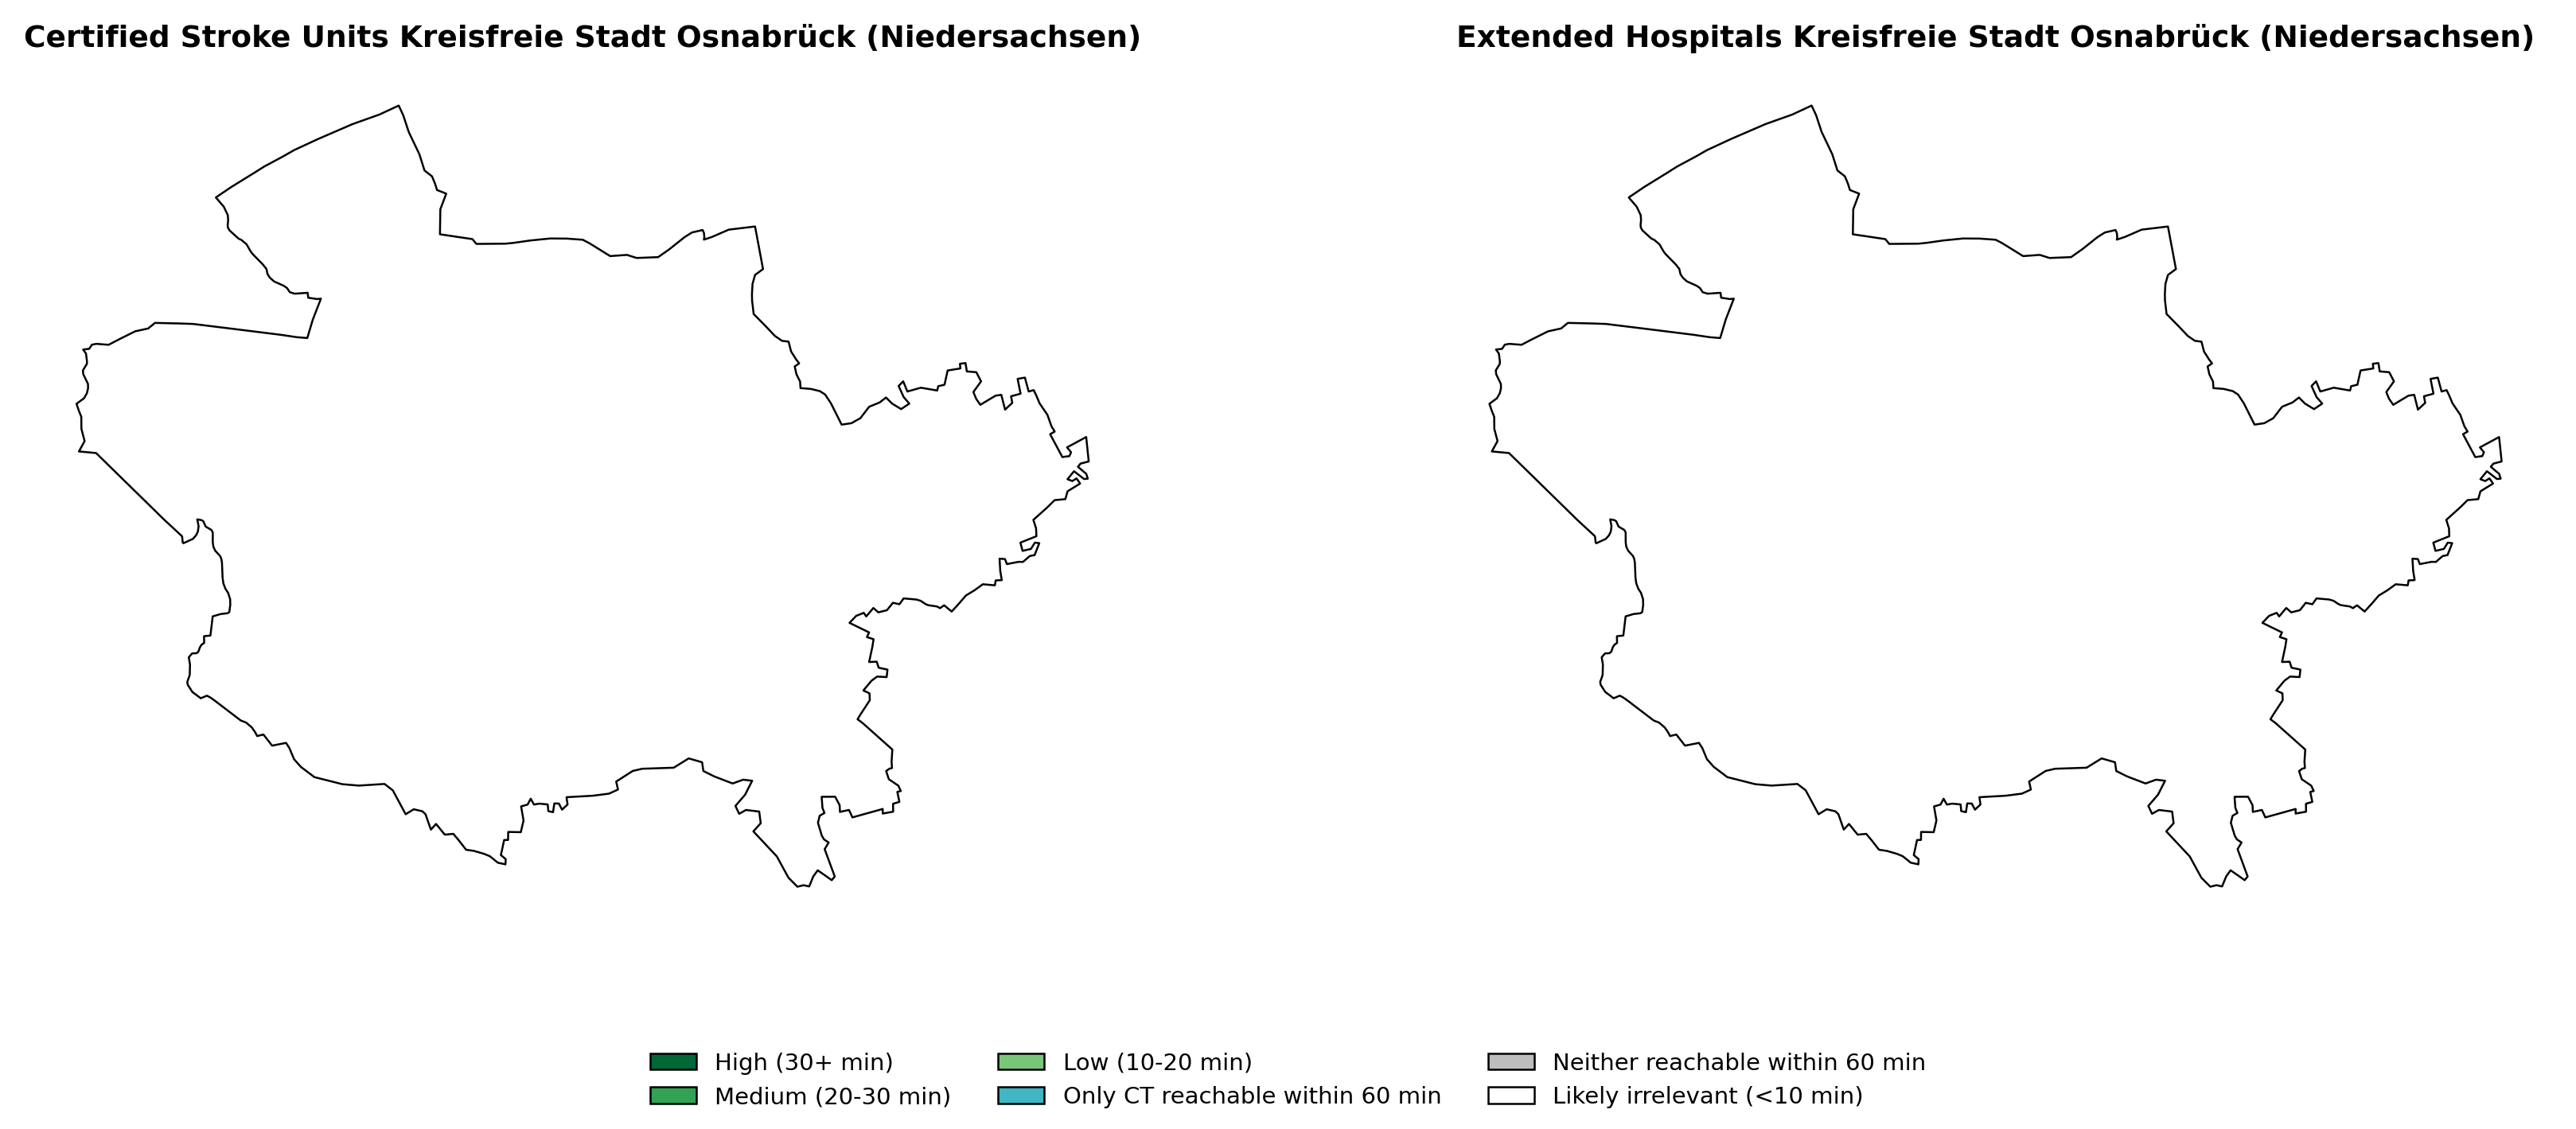 Certified Stroke Units Kreisfreie Stadt Osnabrück (Niedersachsen)
Extended Hospitals Kreisfreie Stadt Osnabrück (Niedersachsen)
High (30+ min)
Medium (20-30 min)
Low (10-20 min)
Only CT reachable within 60 min
Neither reachable within 60 min
Likely irrelevant (<10 min)